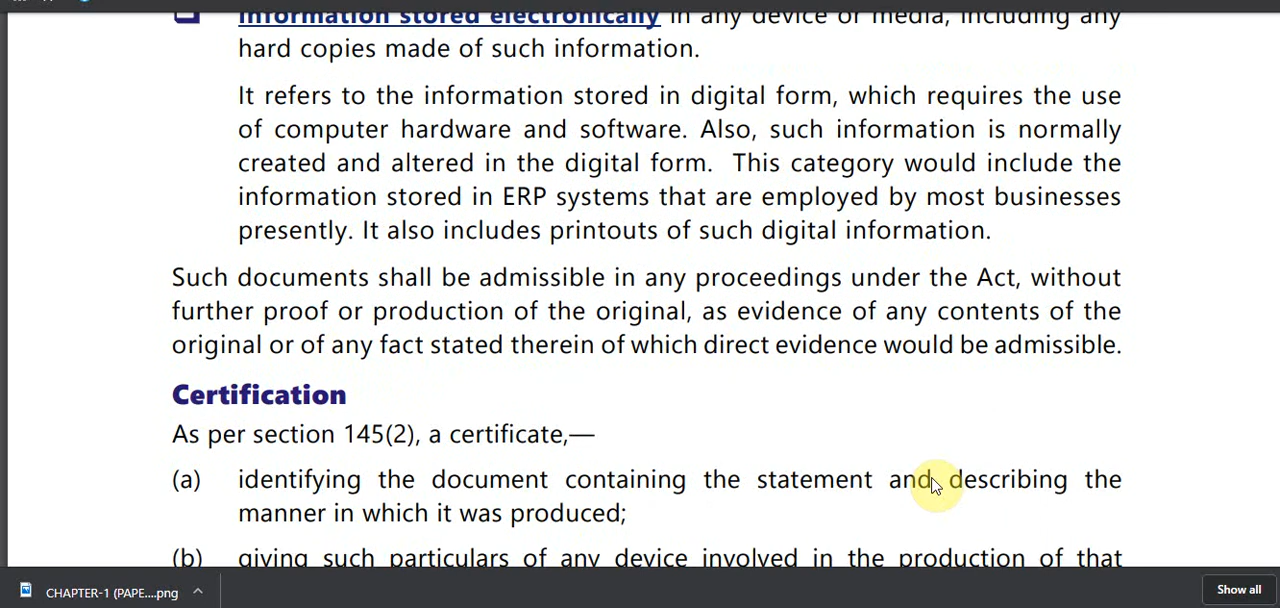 Information stored electronically in any device or media, including any
hard copies made of such information.
It refers to the information stored in digital form, which requires the use
of computer hardware and software. Also, such information is normally
created and altered in the digital form. This category would include the
information stored in ERP systems that are employed by most businesses
presently. It also includes printouts of such digital information.
Such documents shall be admissible in any proceedings under the Act, without
further proof or production of the original, as evidence of any contents of the
original or of any fact stated therein of which direct evidence would be admissible.
Certification
As per section 145(2), a certificate,—
(a) identifying the document containing the statement and describing the
manner in which it was produced;
(b) giving such particulars of any device involved in the production of that
CHAPTER-1 (PAPE....png
Show all